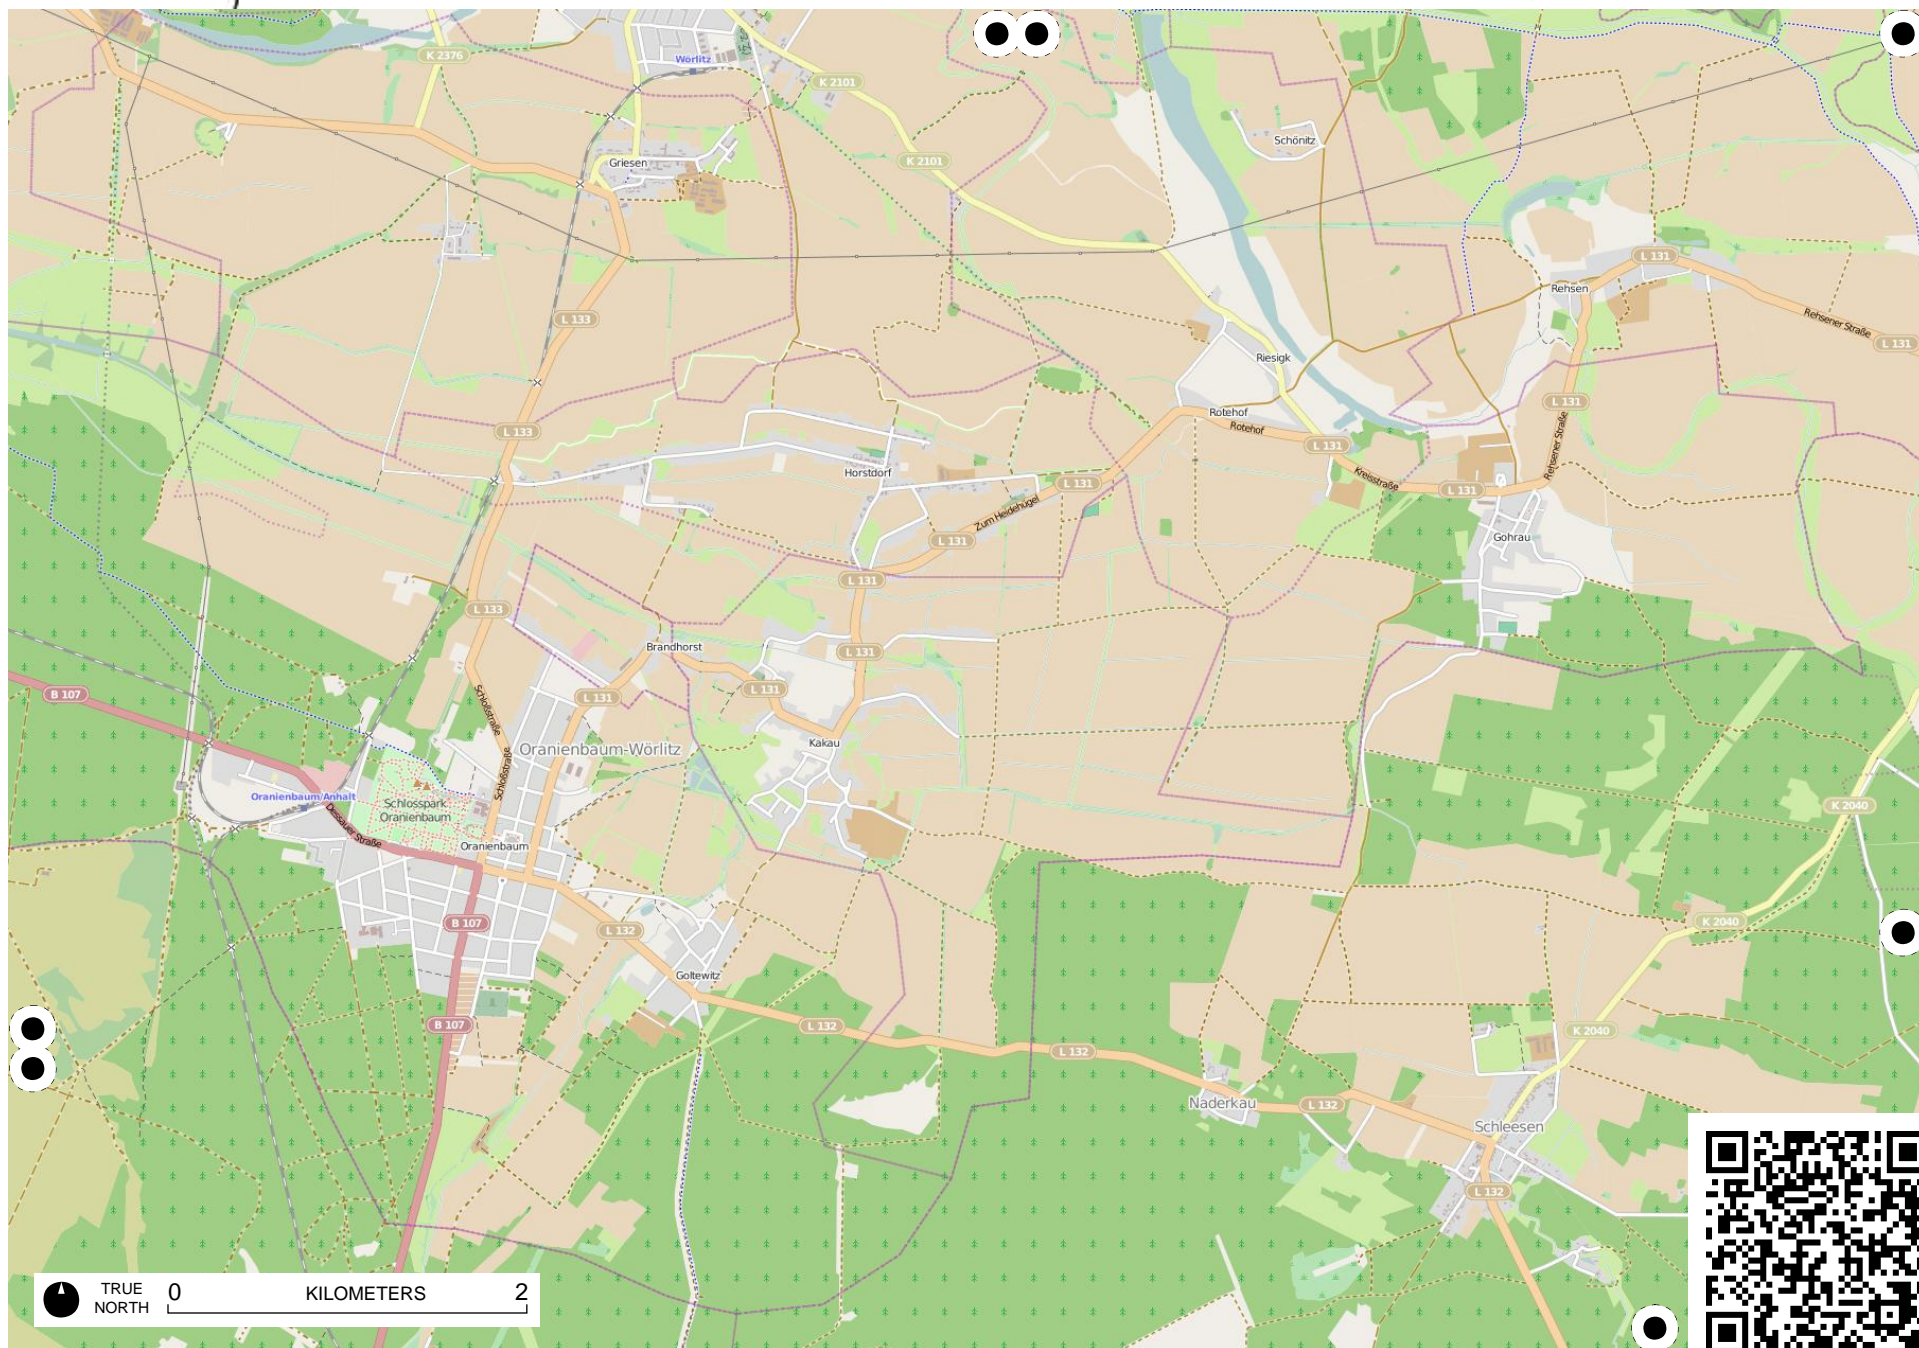 K 2376
Wörlitz
K 2101
Schönitz
K 2101
Griesen
L 131
Rehsen
L 133
Rehsener Straße
L 131
Riesigk
L 131
Rotehof
Rotehof
L 133
L 131
Rehsener Straße
Horstdorf
Kreisstraße
L 131
L 131
Zum Heidehügel
L 131
Gohrau
L 131
L 133
Brandhorst
L 131
B 107
L 131
L 131
Schloßstraße
Kakau
Oranienbaum-Wörlitz
Schloßstraße
Oranienbaum/Anhalt
Schlosspark
Oranienbaum
K 2040
Dessauer Straße
Oranienbaum
B 107
L 132
K 2040
Goltewitz
B 107
L 132
K 2040
L 132
Naderkau
L 132
Schleesen
L 132
TRUE
NORTH
0 KILOMETERS 2